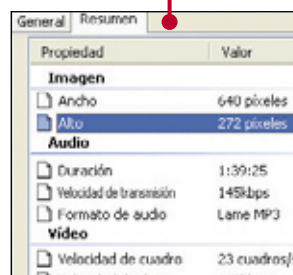 General Resumen
Propiedad Valor
Imagen
Ancho 640 píxeles
Alto 272 píxeles
Audio
Duración 1:39:25
Velocidad de transmisión 145kbps
Formato de audio Lame MP3
Vídeo
Velocidad de cuadro 23 cuadros/